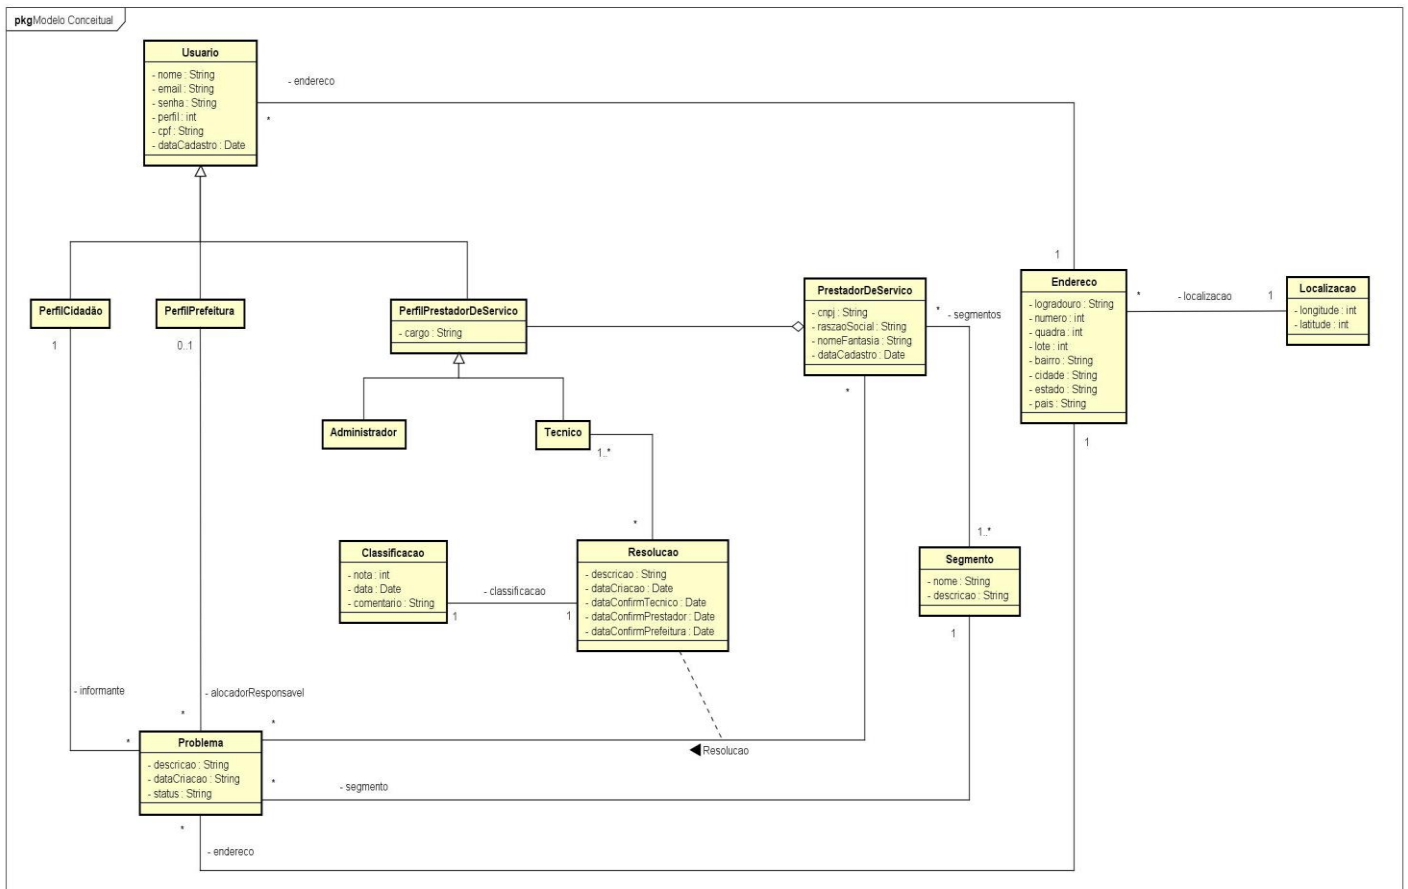 pkg Modelo Conceitual
Usuario
- nome : String
- email : String
- senha : String
- perfil : int
- cpf : String
- dataCadastro : Date
- endereco
*
1
PerfilCidadão
1
PerfilPrefeitura
0..1
PerfilPrestadorDeServico
- cargo : String
PrestadorDeServico
- cnpj : String
- raszaoSocial : String
- nomeFantasia : String
- dataCadastro : Date
*
- segmentos
*
Endereco
- logradouro : String
- numero : int
- quadra : int
- lote : int
- bairro : String
- cidade : String
- estado : String
- pais : String
*
- localizacao
1
1
Localizacao
- longitude : int
- latitude : int
Administrador
Tecnico
1..*
*
1..*
Classificacao
- nota : int
- data : Date
- comentario : String
- classificacao
1
1
Resolucao
- descricao : String
- dataCriacao : Date
- dataConfirmTecnico : Date
- dataConfirmPrestador : Date
- dataConfirmPrefeitura : Date
Segmento
- nome : String
- descricao : String
1
- informante
- alocadorResponsavel
*
*
*
Resolucao
Problema
- descricao : String
- dataCriacao : String
- status : String
*
- segmento
*
- endereco